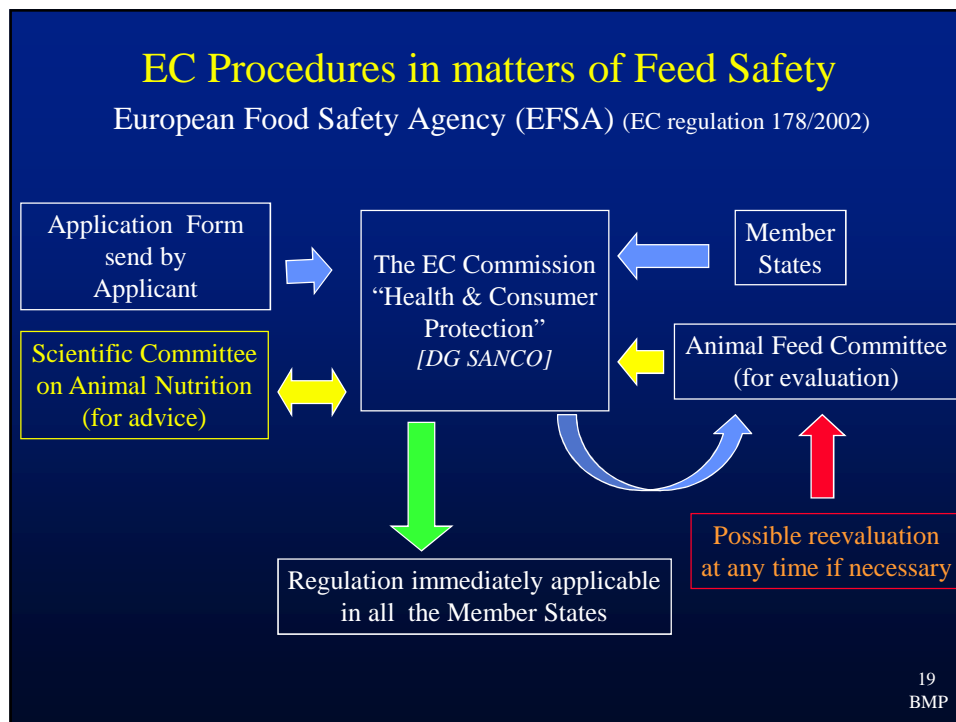 EC Procedures in matters of Feed Safety
European Food Safety Agency (EFSA) (EC regulation 178/2002)
Application Form
send by
Applicant
The EC Commission
“Health & Consumer
Protection”
[DG SANCO]
Member
States
Scientific Committee
on Animal Nutrition
(for advice)
Animal Feed Committee
(for evaluation)
Possible reevaluation
at any time if necessary
Regulation immediately applicable
in all the Member States
19
BMP